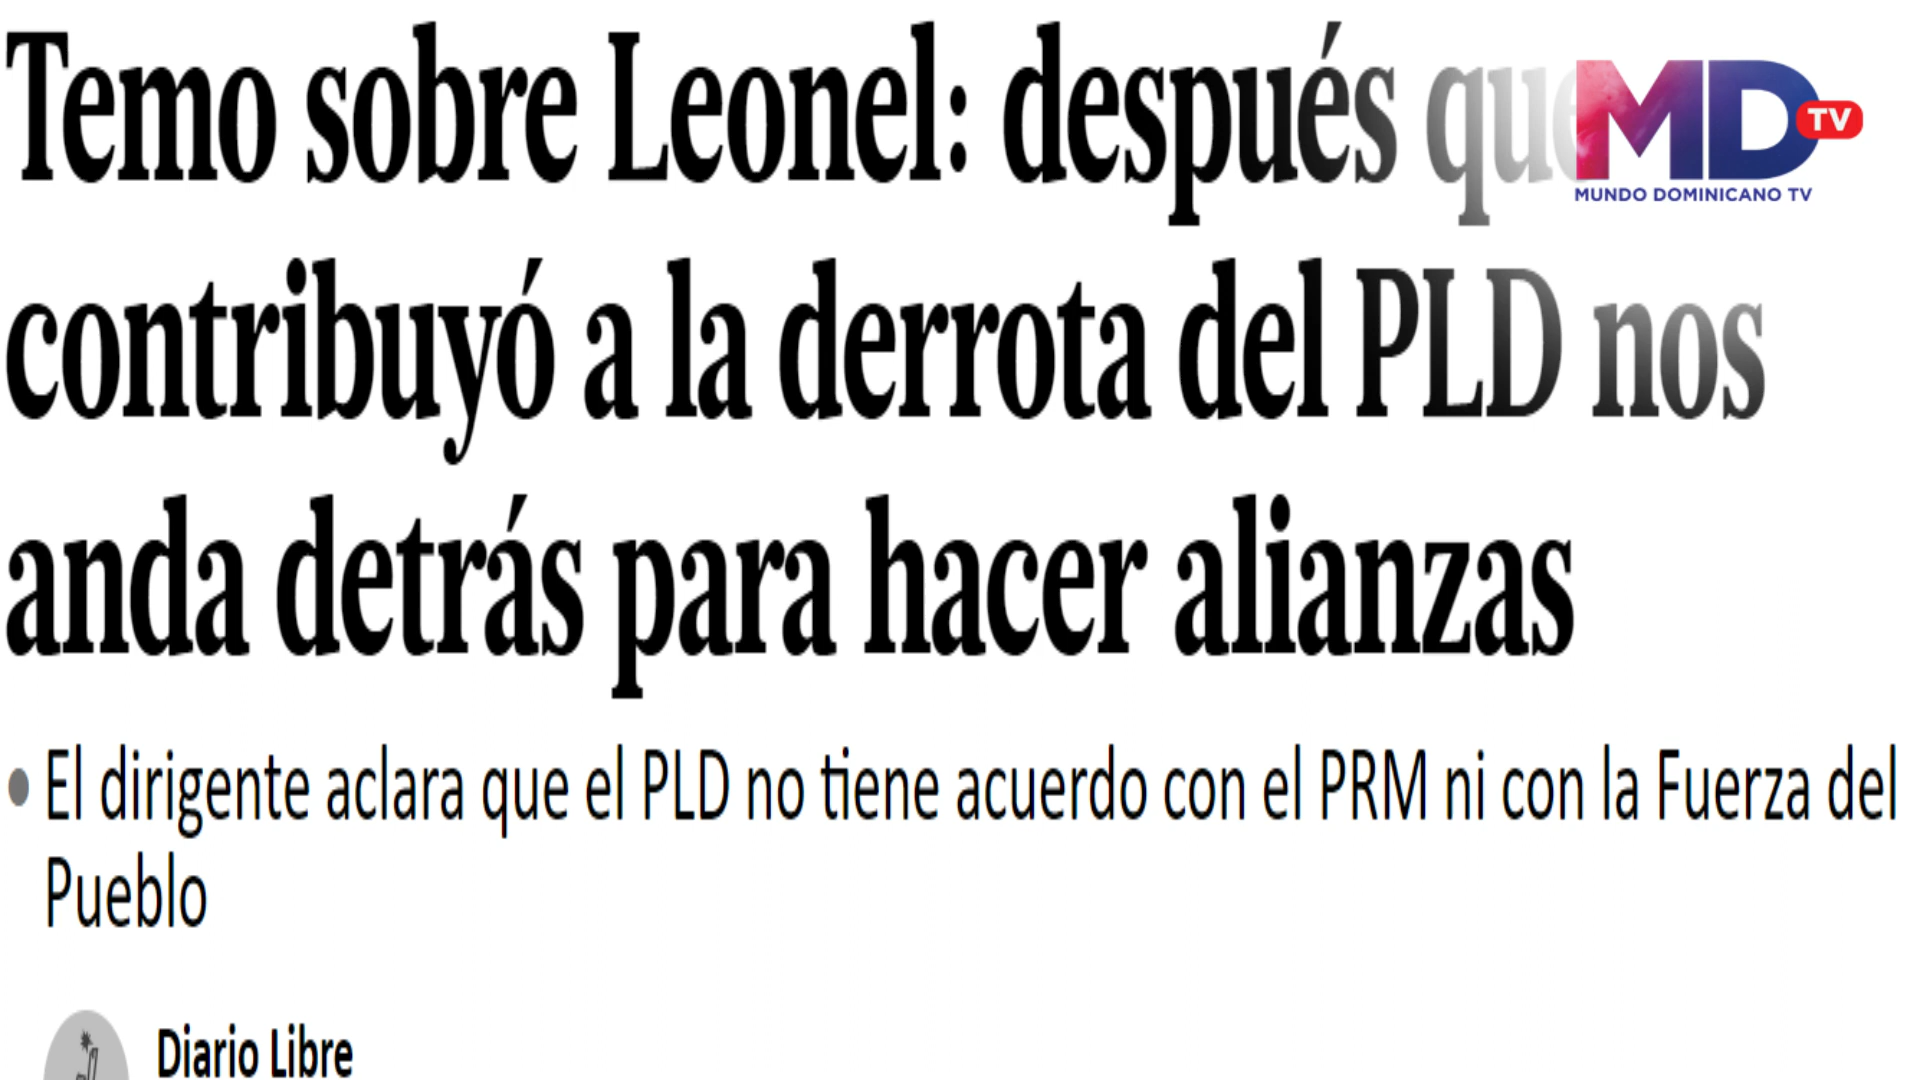 Temo sobre Leonel: después que
MD TV
MUNDO DOMINICANO TV
contribuyó a la derrota del PLD nos
anda detrás para hacer alianzas
• El dirigente aclara que el PLD no tiene acuerdo con el PRM ni con la Fuerza del
Pueblo
Diario Libre